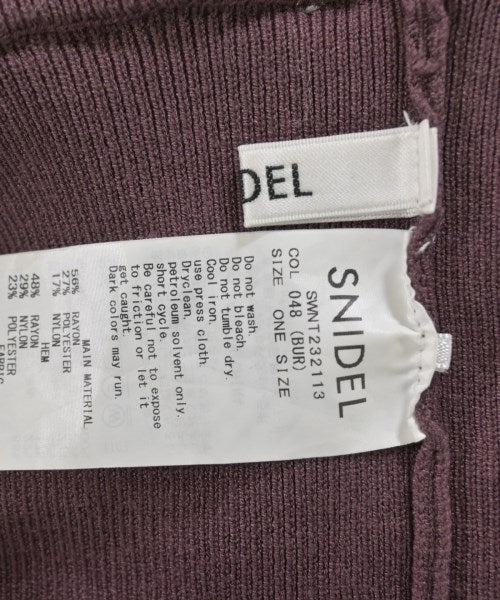 DEL
SNIDEL
SWNT232113
COL 048 (BUR)
SIZE ONE SIZE
Do not wash.
Do not bleach.
Do not tumble dry.
Cool iron.
use press cloth.
Dryclean.
petroleum solvent only.
short cycle.
Be careful not to expose
to friction or let it
get caught.
Dark colors may run.
MAIN MATERIAL
RAYON 56%
POLYESTER 27%
NYLON 17%
HEM
RAYON 48%
NYLON 29%
POLYESTER 23%